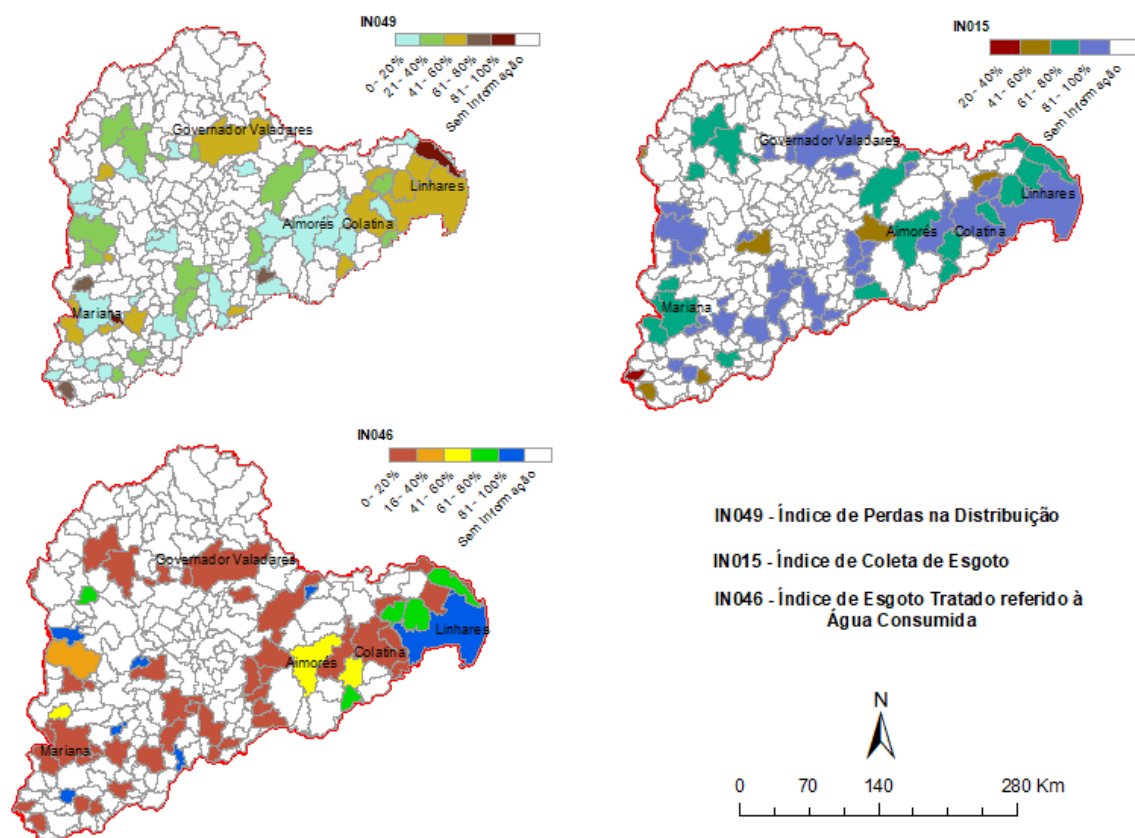 IN049
0- 20%
21- 40%
41- 60%
61- 80%
81- 100%
Sem Informação
Governador Valadares
Linhares
Aimorés
Colatina
Mariana
IN015
20- 40%
41- 60%
61- 80%
81- 100%
Sem Informação
Governador Valadares
Linhares
Aimorés
Colatina
Mariana
IN046
0- 20%
16- 40%
41- 60%
61- 80%
81- 100%
Sem Informação
Governador Valadares
Linhares
Aimorés
Colatina
Mariana
IN049 - Índice de Perdas na Distribuição
IN015 - Índice de Coleta de Esgoto
IN046 - Índice de Esgoto Tratado referido à
Água Consumida
N
0 70 140 280 Km